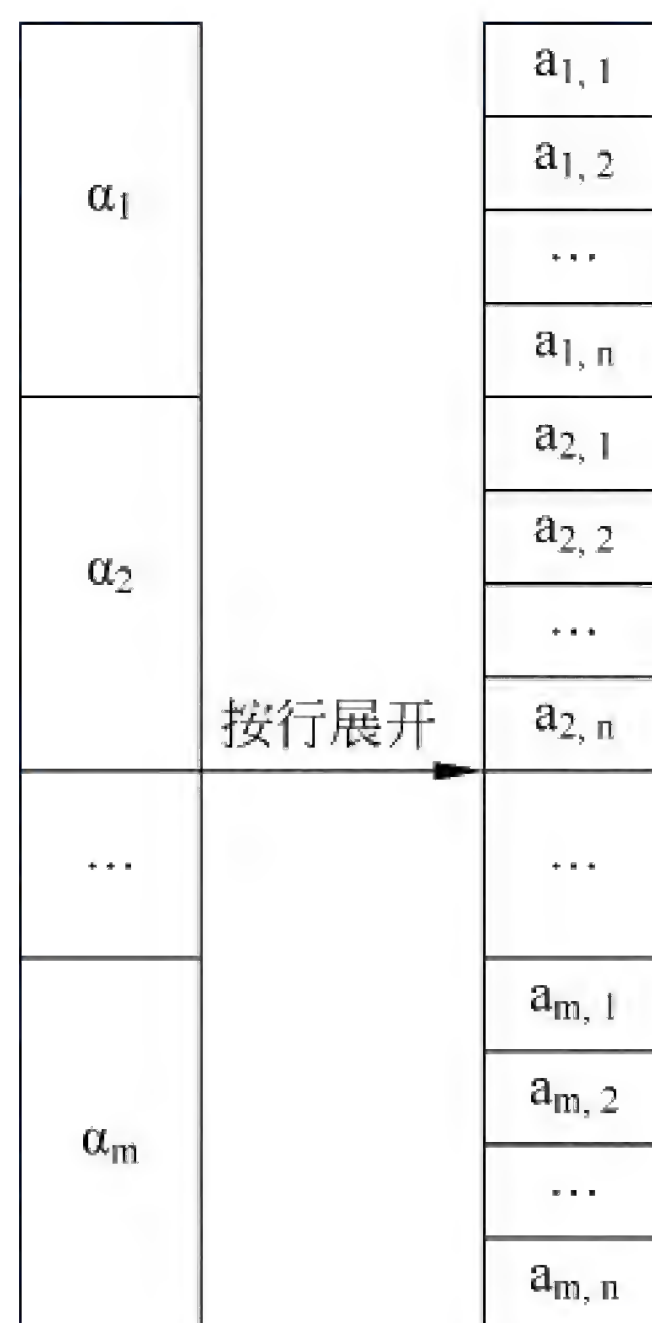 α1
α2
…
αm
按行展开
a1, 1
a1, 2
…
a1, n
a2, 1
a2, 2
…
a2, n
…
am, 1
am, 2
…
am, n